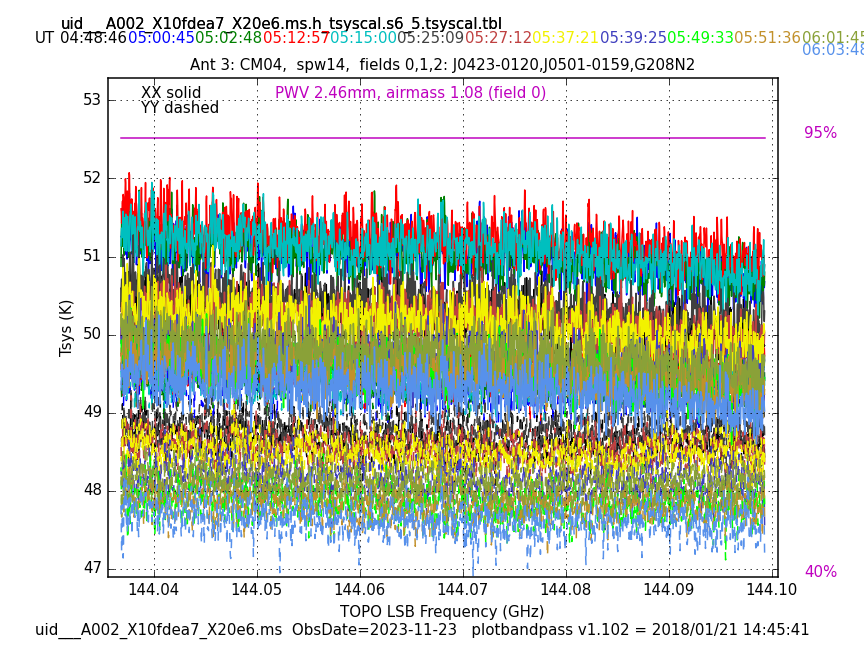 uid___A002_X10fdea7_X20e6.ms.h_tsyscal.s6_5.tsyscal.tbl
UT 04:48:46 05:00:45 05:02:48 05:12:57 05:15:00 05:25:09 05:27:12 05:37:21 05:39:25 05:49:33 05:51:36 06:01:45
06:03:48
Ant 3: CM04, spw14, fields 0,1,2: J0423-0120,J0501-0159,G208N2
XX solid PWV 2.46mm, airmass 1.08 (field 0)
YY dashed
95%
53
52
51
50
49
48
47
Tsys (K)
40%
144.04 144.05 144.06 144.07 144.08 144.09 144.10
TOPO LSB Frequency (GHz)
uid___A002_X10fdea7_X20e6.ms ObsDate=2023-11-23 plotbandpass v1.102 = 2018/01/21 14:45:41